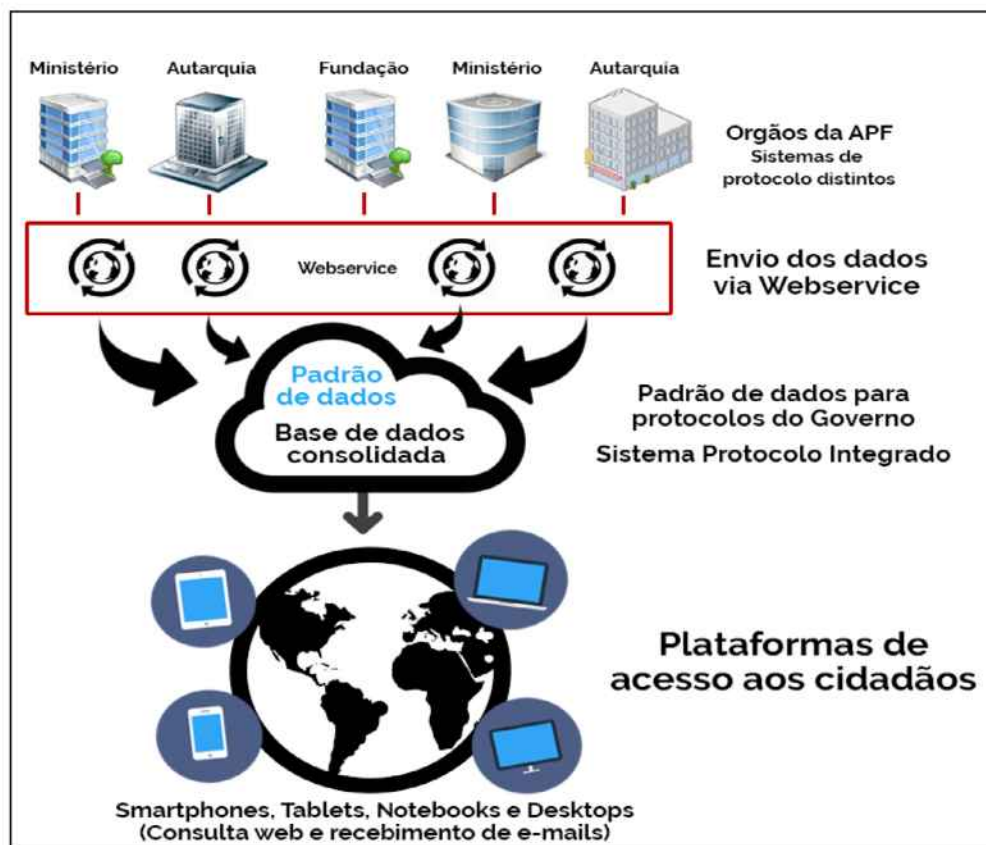 Ministério
Autarquia
Fundação
Ministério
Autarquia
Orgãos da APF
Sistemas de
protocolo distintos
Webservice
Envio dos dados
via Webservice
Padrão
de dados
Base de dados
consolidada
Padrão de dados para
protocolos do Governo
Sistema Protocolo Integrado
Plataformas de
acesso aos cidadãos
Smartphones, Tablets, Notebooks e Desktops
(Consulta web e recebimento de e-mails)